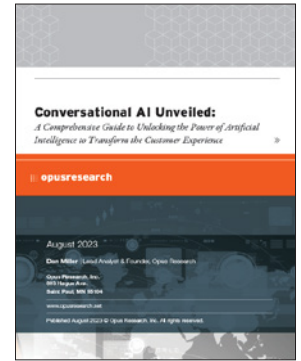 Conversational AI Unveiled:
A Comprehensive Guide to Unlocking the Power of Artificial
Intelligence to Transform the Customer Experience »
opusresearch
August 2023
Dan Miller | Lead Analyst & Founder, Opus Research
Opus Research, Inc.
893 Hague Ave.
Saint Paul, MN 55104
www.opusresearch.net
Published August 2023 © Opus Research, Inc. All rights reserved.